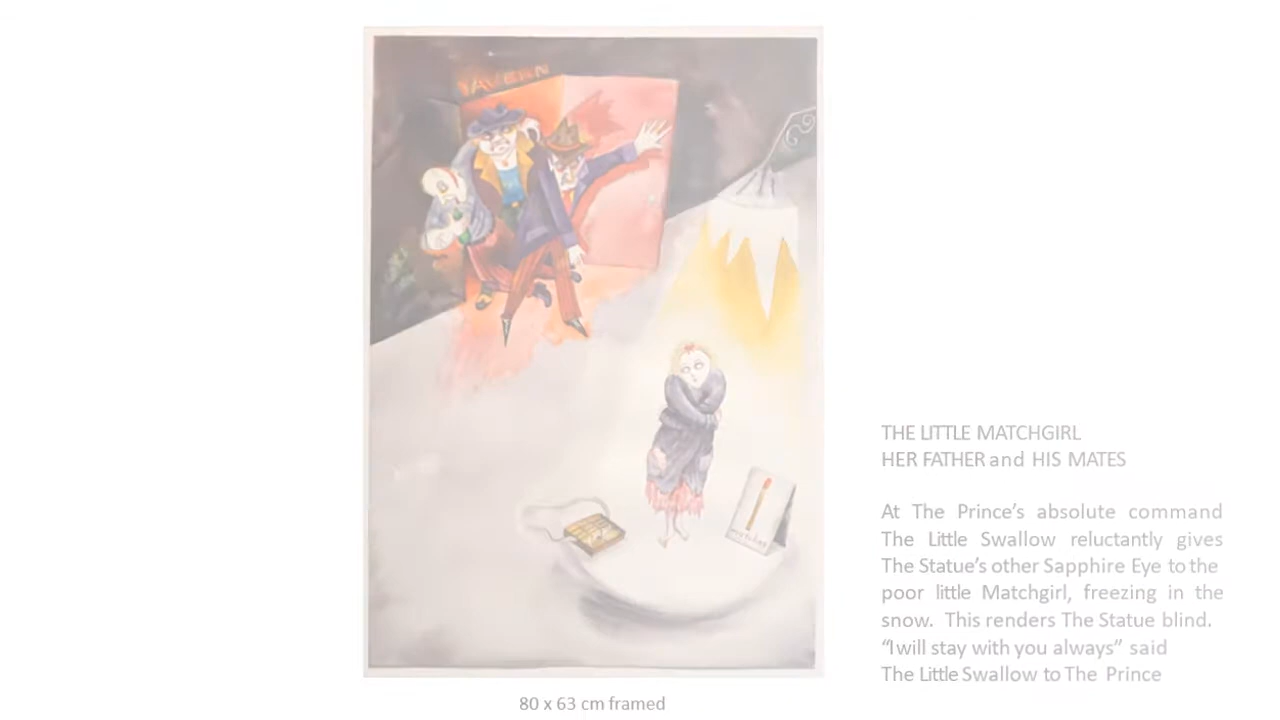 TAVERN
matches
THE LITTLE MATCHGIRL
HER FATHER and HIS MATES
At The Prince's absolute command
The Little Swallow reluctantly gives
The Statue's other Sapphire Eye to the
poor little Matchgirl, freezing in the
snow. This renders The Statue blind.
“I will stay with you always” said
The Little Swallow to The Prince
80 x 63 cm framed